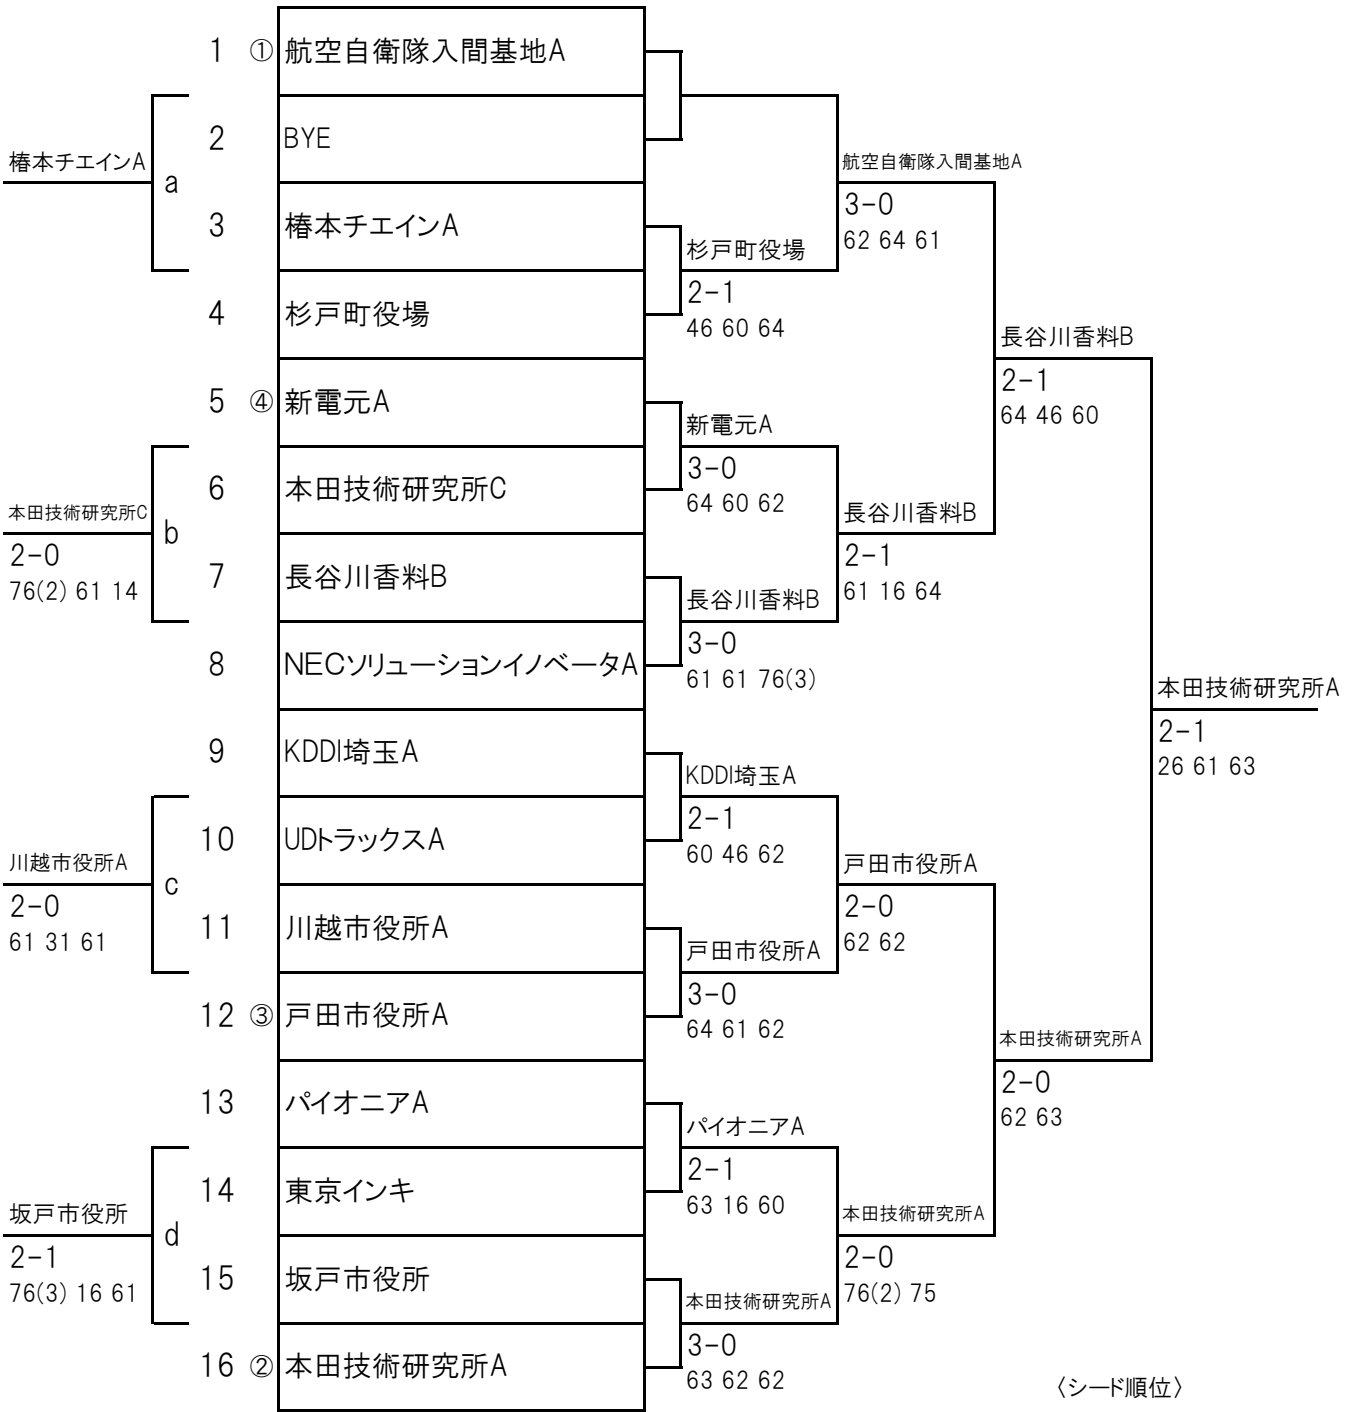 1 ① 航空自衛隊入間基地A
2 BYE
3 椿本チエインA
4 杉戸町役場
5 ④ 新電元A
6 本田技術研究所C
7 長谷川香料B
8 NECソリューションイノベータA
9 KDDI埼玉A
10 UDトラックスA
11 川越市役所A
12 ③ 戸田市役所A
13 パイオニアA
14 東京インキ
15 坂戸市役所
16 ② 本田技術研究所A
椿本チエインA
a
本田技術研究所C
b
2-0
76(2) 61 14
川越市役所A
c
2-0
61 31 61
坂戸市役所
d
2-1
76(3) 16 61
杉戸町役場
2-1
46 60 64
新電元A
3-0
64 60 62
長谷川香料B
3-0
61 61 76(3)
KDDI埼玉A
2-1
60 46 62
戸田市役所A
3-0
64 61 62
パイオニアA
2-1
63 16 60
本田技術研究所A
3-0
63 62 62
航空自衛隊入間基地A
3-0
62 64 61
長谷川香料B
2-1
61 16 64
戸田市役所A
2-0
62 62
本田技術研究所A
2-0
76(2) 75
長谷川香料B
2-1
64 46 60
本田技術研究所A
2-0
62 63
本田技術研究所A
2-1
26 61 63
〈シード順位〉